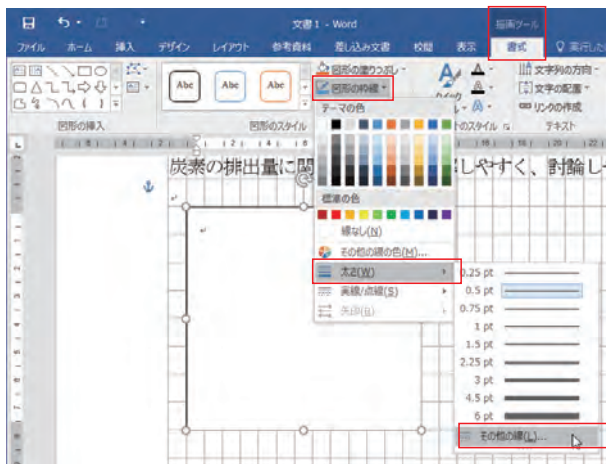 文書 1 - Word
描画ツール
ファイル ホーム 挿入 デザイン レイアウト 参考資料 差し込み文書 校閲 表示 書式 実行した
Abc Abc Abc
図形の塗りつぶし
図形の枠線
文字列の方向
文字の配置
リンクの作成
図形の挿入 図形のスタイル トのスタイル テキスト
テーマの色
炭素の排出量に関 しやすく、討論し
標準の色
線なし(N)
その他の線の色(M)...
太さ(W)
実線/点線(S)
矢印(R)
0.25 pt
0.5 pt
0.75 pt
1 pt
1.5 pt
2.25 pt
3 pt
4.5 pt
6 pt
その他の線(L)...